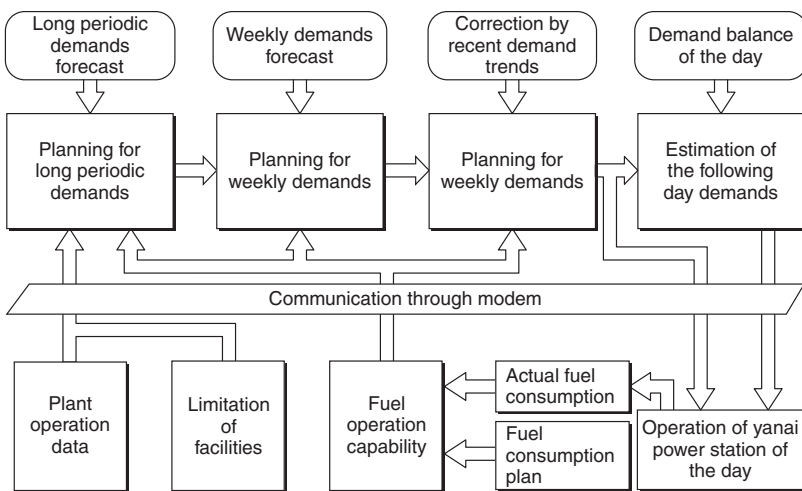 Long periodic
demands
forecast
Weekly demands
forecast
Correction by
recent demand
trends
Demand balance
of the day
Planning for
long periodic
demands
Planning for
weekly demands
Planning for
weekly demands
Estimation of
the following
day demands
Communication through modem
Plant
operation
data
Limitation
of
facilities
Fuel
operation
capability
Actual fuel
consumption
Fuel
consumption
plan
Operation of yanai
power station of
the day